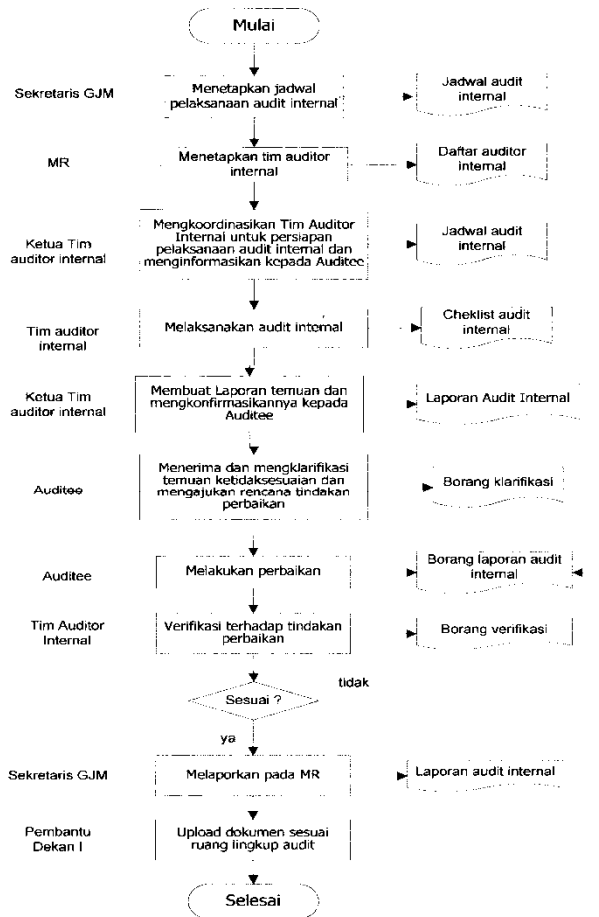 Mulai
Sekretaris GJM
Menetapkan jadwal
pelaksanaan audit internal
Jadwal audit
internal
MR
Menetapkan tim auditor
internal
Daftar auditor
internal
Ketua Tim
auditor internal
Mengkoordinasikan Tim Auditor
Internal untuk persiapan
pelaksanaan audit internal dan
menginformasikan kepada Auditee
Jadwal audit
internal
Tim auditor
internal
Melaksanakan audit internal
Cheklist audit
internal
Ketua Tim
auditor internal
Membuat Laporan temuan dan
mengkonfirmasikannya kepada
Auditee
Laporan Audit Internal
Auditee
Menerima dan mengklarifikasi
temuan ketidaksesuaian dan
mengajukan rencana tindakan
perbaikan
Borang klarifikasi
Auditee
Melakukan perbaikan
Borang laporan audit
internal
Tim Auditor
Internal
Verifikasi terhadap tindakan
perbaikan
Borang verifikasi
Sesuai ?
tidak
ya
Sekretaris GJM
Melaporkan pada MR
Laporan audit internal
Pembantu
Dekan I
Upload dokumen sesuai
ruang lingkup audit
Selesai